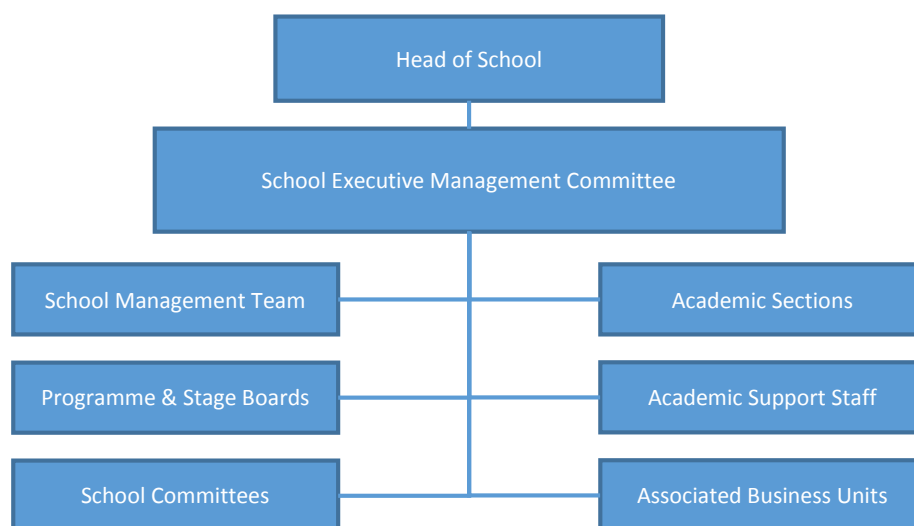 Head of School
School Executive Management Committee
School Management Team
Academic Sections
Programme & Stage Boards
Academic Support Staff
School Committees
Associated Business Units